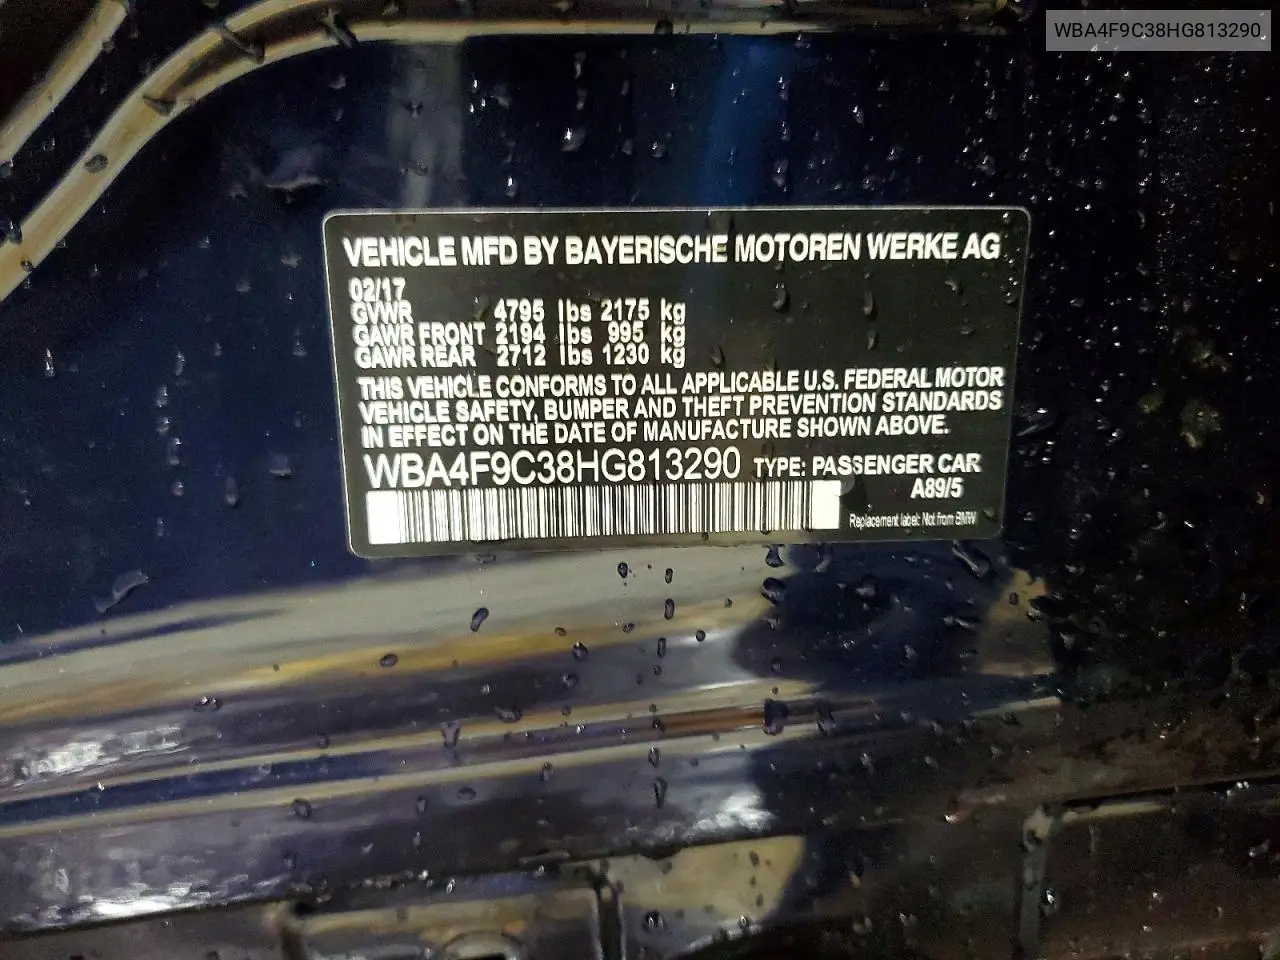 WBA4F9C38HG813290
VEHICLE MFD BY BAYERISCHE MOTOREN WERKE AG
02/17
GVWR 4795 lbs 2175 kg
GAWR FRONT 2194 lbs 995 kg
GAWR REAR 2712 lbs 1230 kg
THIS VEHICLE CONFORMS TO ALL APPLICABLE U.S. FEDERAL MOTOR
VEHICLE SAFETY, BUMPER AND THEFT PREVENTION STANDARDS
IN EFFECT ON THE DATE OF MANUFACTURE SHOWN ABOVE.
WBA4F9C38HG813290 TYPE: PASSENGER CAR
A89/5
Replacement label: Not from BMW